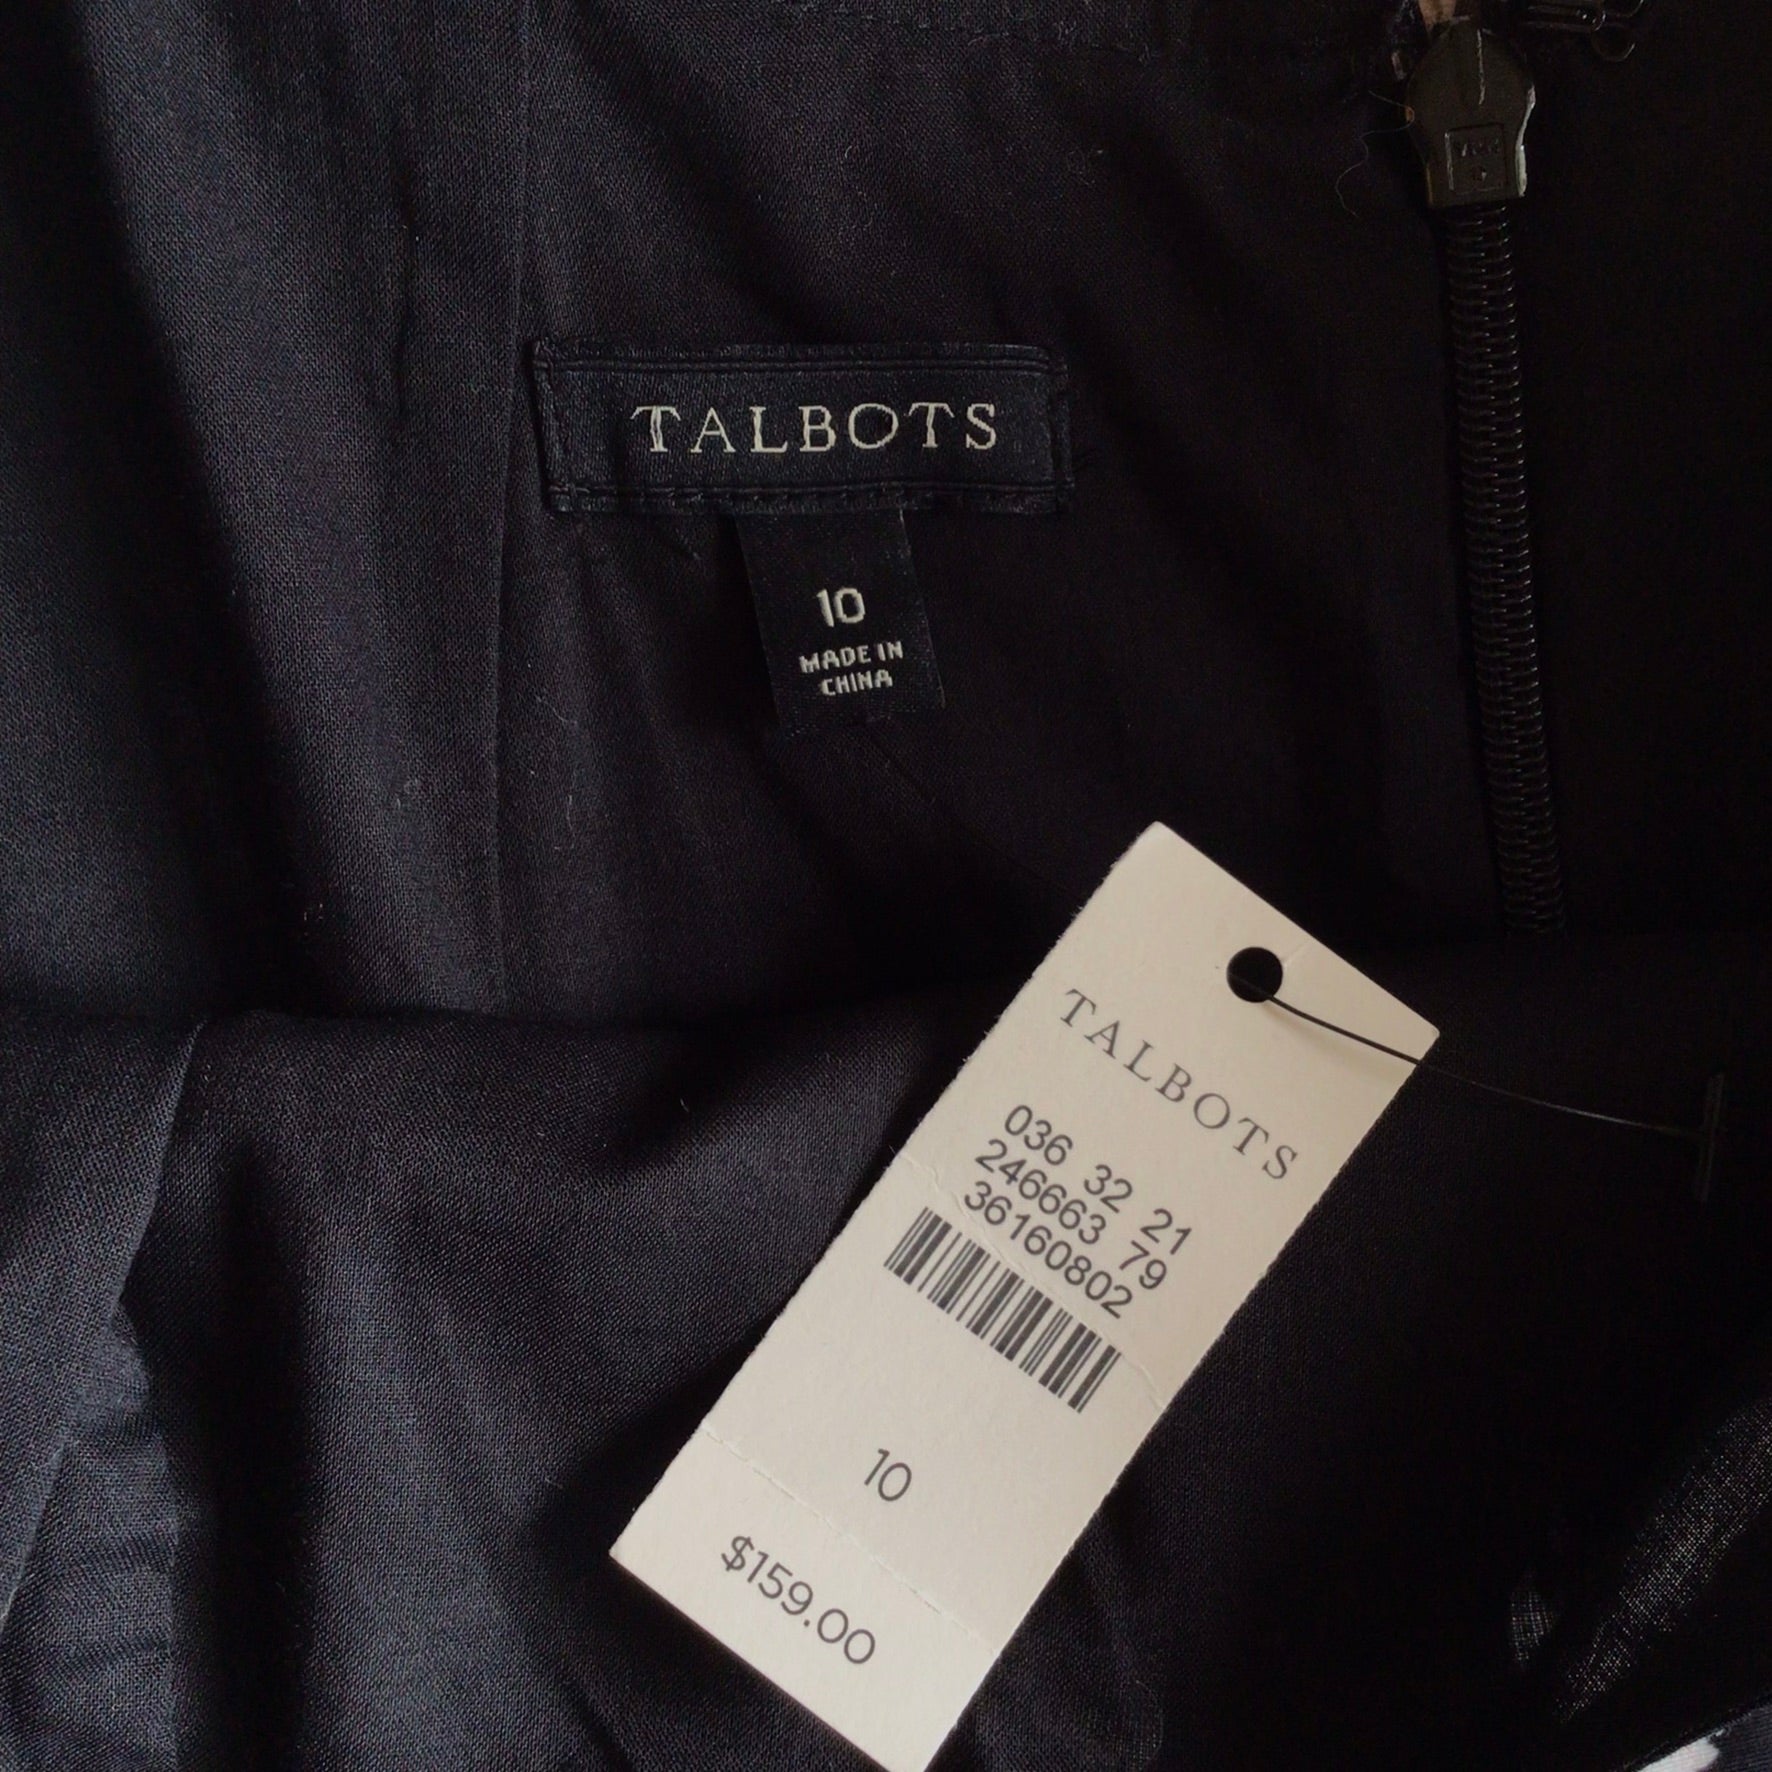 TALBOTS
10
MADE IN
CHINA
TALBOTS
036 32 21
246663 79
36160802
10
$159.00